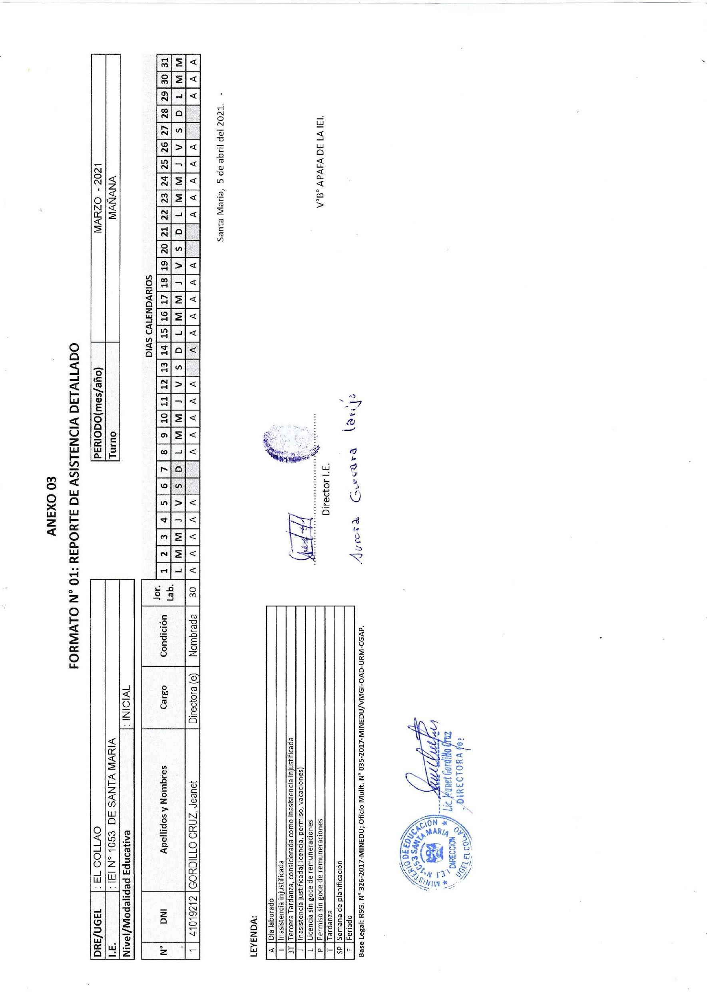 ANEXO 03
FORMATO N° 01: REPORTE DE ASISTENCIA DETALLADO
DRE/UGEL : EL COLLAO
I.E. : IEI N° 1053 DE SANTA MARIA
Nivel/Modalidad Educativa : INICIAL
PERIODO(mes/año) MARZO - 2021
Turno MAÑANA
DIAS CALENDARIOS
N° DNI Apellidos y Nombres Cargo Condición Jor. Lab. 1 2 3 4 5 6 7 8 9 10 11 12 13 14 15 16 17 18 19 20 21 22 23 24 25 26 27 28 29 30 31
L M M J V S D L M M J V S D L M M J V S D L M M J V S D L M M
1 41019212 GORDILLO CRUZ, Jeanet Directora (e) Nombrada 30 A A A A A A A A A A A A A A A A A A A A A A A A
Santa Maria, 5 de abril del 2021.
LEYENDA:
A Dia laborado
I Inasistencia injustificada
3T Tercera Tardanza, considerada como inasistencia injustificada
J Inasistencia justificada(licencia, permiso, vacaciones)
L Licencia sin goce de remuneraciones
P Permiso sin goce de remuneraciones
T Tardanza
SP Semana de planificación
F Feriado
Base Legal: RSG. N° 326-2017-MINEDU; Oficio Mullt. N° 035-2017-MINEDU/VMGI-OAD-URM-CGAP.
Director I.E.
V°B° APAFA DE LA IEI.
Aurora Guevara
MINISTERIO DE EDUCACIÓN
I.E.I N°1053 SANTA MARIA
DIRECCION
UGEL EL COLLAO
Lic Jeanet Gordillo Cruz
DIRECTORA (e)